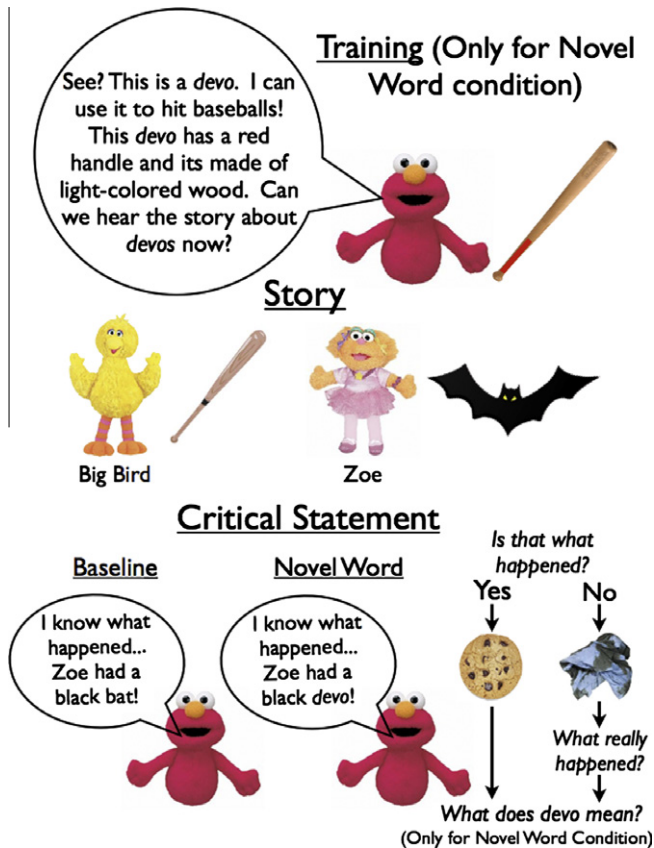 Training (Only for Novel
Word condition)
See? This is a devo. I can
use it to hit baseballs!
This devo has a red
handle and its made of
light-colored wood. Can
we hear the story about
devos now?
Story
Big Bird
Zoe
Critical Statement
Baseline
I know what
happened...
Zoe had a
black bat!
Novel Word
I know what
happened...
Zoe had a
black devo!
Is that what
happened?
Yes
No
What really
happened?
What does devo mean?
(Only for Novel Word Condition)